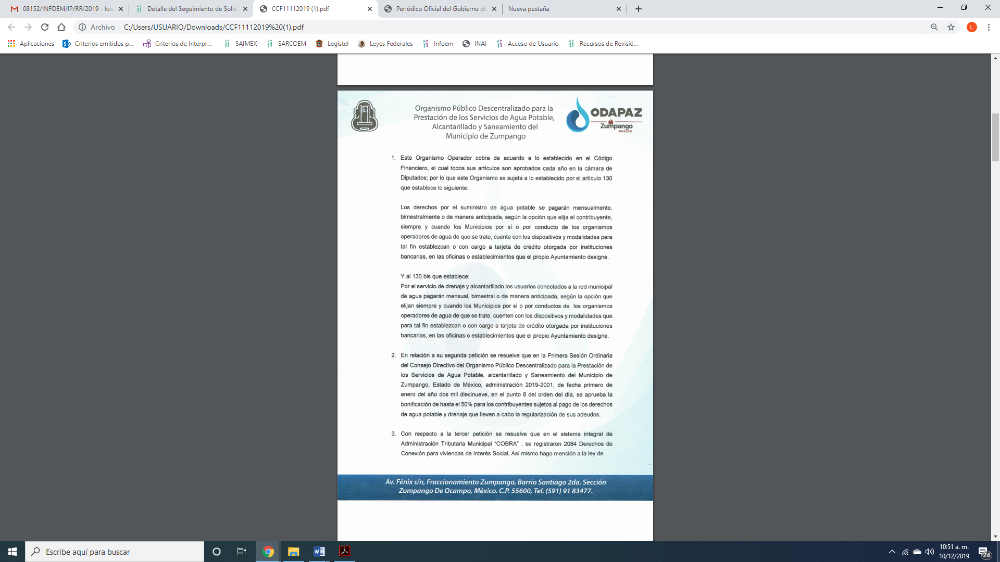 08152/INFOEM/IP/RR/2019 - luis
Detalle del Seguimiento de Solici
CCF11112019 (1).pdf
Periódico Oficial del Gobierno de
Nueva pestaña
Archivo
C:/Users/USUARIO/Downloads/CCF11112019%20(1).pdf
L
Aplicaciones
Criterios emitidos p...
Criterios de Interpr...
SAIMEX
SARCOEM
Legistel
Leyes Federales
Infoem
INAI
Acceso de Usuario
Recursos de Revisió...
Organismo Público Descentralizado para la
Prestación de los Servicios de Agua Potable,
Alcantarillado y Saneamiento del
Municipio de Zumpango
ODAPAZ
Zumpango
2019-2021
1. Este Organismo Operador cobra de acuerdo a lo establecido en el Código
Financiero, el cual todos sus artículos son aprobados cada año en la cámara de
Diputados; por lo que este Organismo se sujeta a lo establecido por el artículo 130
que establece lo siguiente:
Los derechos por el suministro de agua potable se pagarán mensualmente,
bimestralmente o de manera anticipada, según la opción que elija el contribuyente,
siempre y cuando los Municipios por sí o por conducto de los organismos
operadores de agua de que se trate, cuente con los dispositivos y modalidades para
tal fin establezcan o con cargo a tarjeta de crédito otorgada por instituciones
bancarias, en las oficinas o establecimientos que el propio Ayuntamiento designe.
Y al 130 bis que establece:
Por el servicio de drenaje y alcantarillado los usuarios conectados a la red municipal
de agua pagarán mensual, bimestral o de manera anticipada, según la opción que
elijan siempre y cuando los Municipios por sí o por conductos de los organismos
operadores de agua de que se trate, cuenten con los dispositivos y modalidades que
para tal fin establezcan o con cargo a tarjeta de crédito otorgada por instituciones
bancarias, en las oficinas o establecimientos que el propio Ayuntamiento designe.
2. En relación a su segunda petición se resuelve que en la Primera Sesión Ordinaria
del Consejo Directivo del Organismo Público Descentralizado para la Prestación de
los Servicios de Agua Potable, alcantarillado y Saneamiento del Municipio de
Zumpango, Estado de México, administración 2019-2001, de fecha primero de
enero del año dos mil diecinueve, en el punto 8 del orden del día, se aprueba la
bonificación de hasta el 50% para los contribuyentes sujetos al pago de los derechos
de agua potable y drenaje que lleven a cabo la regularización de sus adeudos.
3. Con respecto a la tercer petición se resuelve que en el sistema integral de
Administración Tributaria Municipal “COBRA” , se registraron 2084 Derechos de
Conexión para viviendas de Interés Social, Así mismo hago mención a la ley de
Av. Fénix s/n, Fraccionamiento Zumpango, Barrio Santiago 2da. Sección
Zumpango De Ocampo, México. C.P. 55600, Tel. (591) 91 83477.
Escribe aquí para buscar
10:51 a. m.
10/12/2019
24